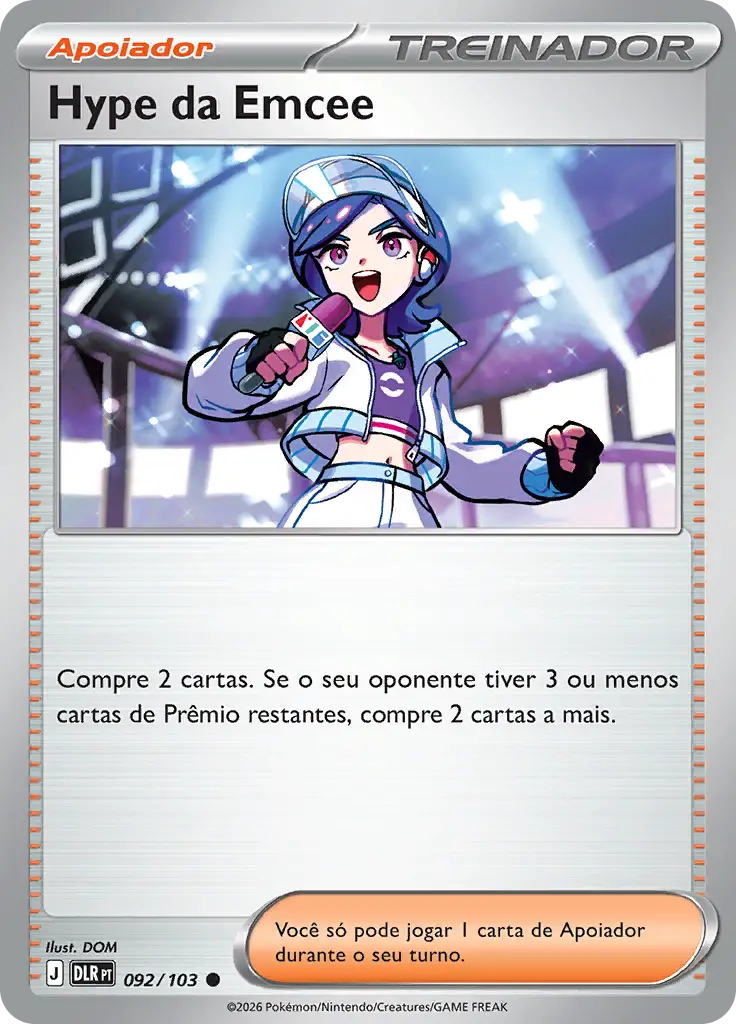 Apoiador
TREINADOR
Hype da Emcee
Compre 2 cartas. Se o seu oponente tiver 3 ou menos
cartas de Prêmio restantes, compre 2 cartas a mais.
Você só pode jogar 1 carta de Apoiador
durante o seu turno.
Ilust. DOM
J DLR PT 092/103
©2026 Pokémon/Nintendo/Creatures/GAME FREAK